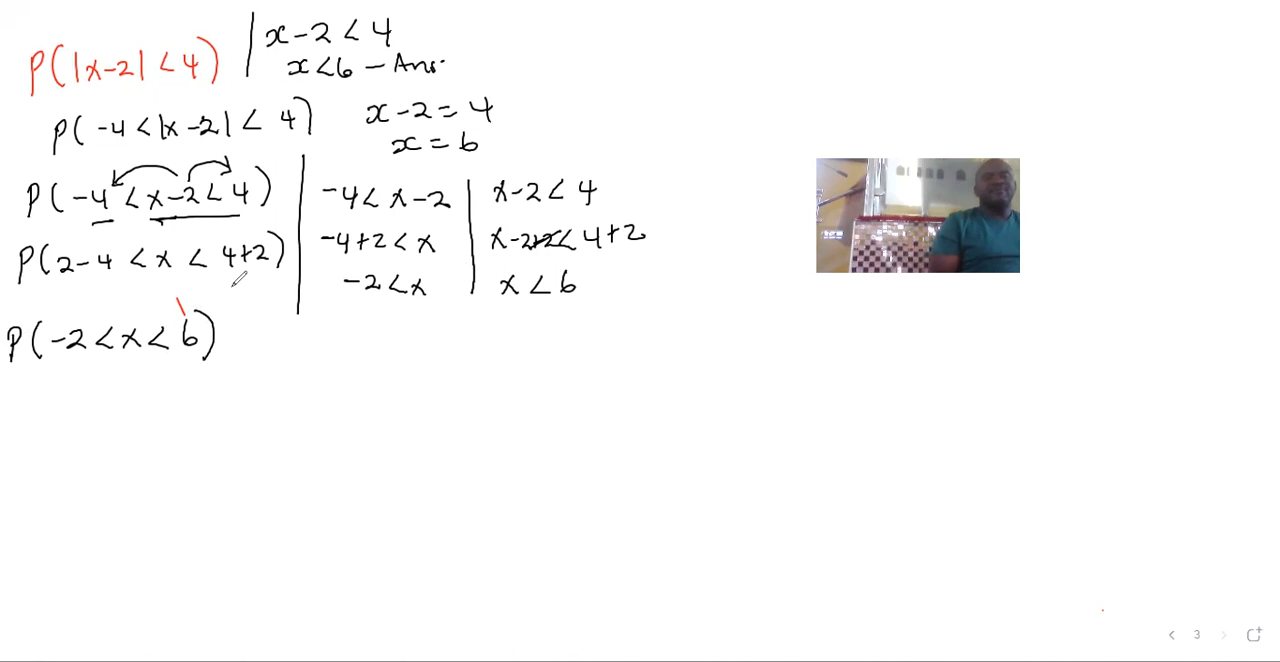 P(|x-2| < 4)
x-2 < 4
x < 6 – Ans.
P(-4 < |x-2| < 4)
x-2 = 4
x = 6
P(-4 < x-2 < 4)
P(2-4 < x < 4+2)
P(-2 < x < 6)
-4 < x-2
-4+2 < x
-2 < x
x-2 < 4
x-2+2 < 4+2
x < 6
3